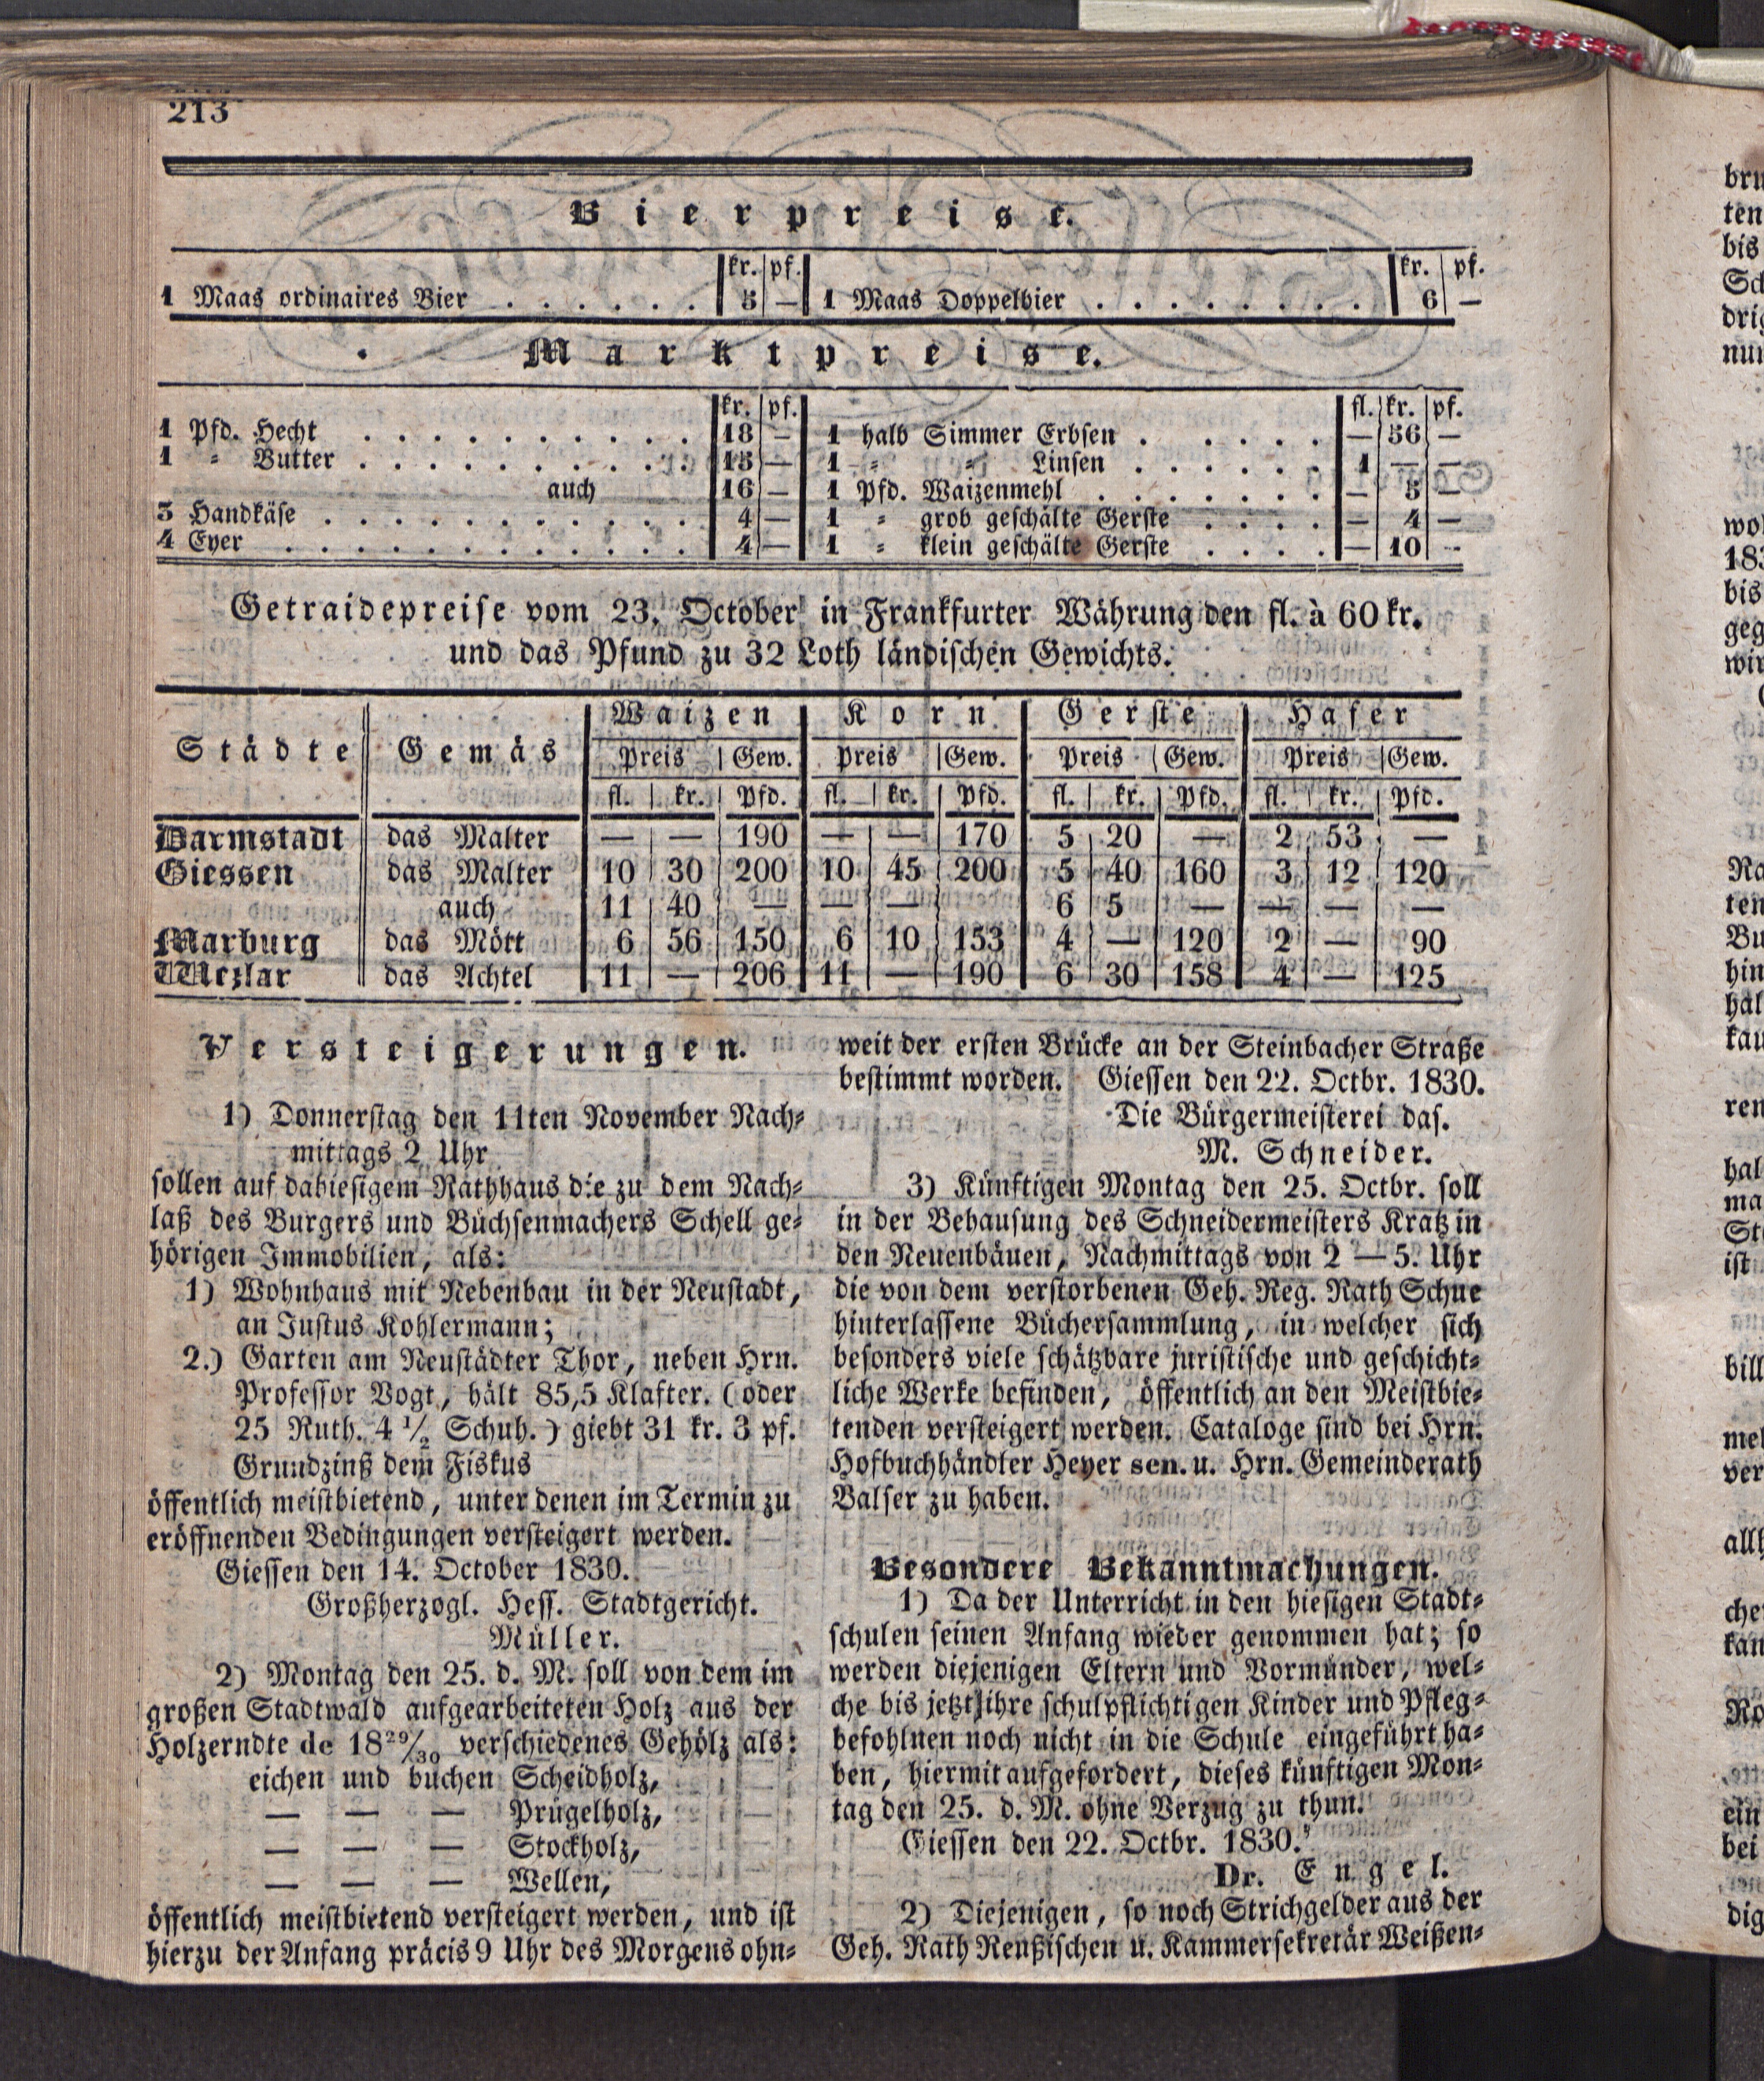 213
Bierpreise.
kr. pf. kr. pf.
1 Maas ordinaires Bier . . . . . . 5 — 1 Maas Doppelbier . . . . . . . . 6 —
Marktpreise.
kr. pf. fl. kr. pf.
1 Pfd. Hecht . . . . . . . . . . 18 — 1 halb Simmer Erbsen . . . . . — 56 —
1 = Butter . . . . . . . . . . 15 — 1 = = Linsen . . . . . . 1 — —
auch 16 — 1 Pfd. Waizenmehl . . . . . . . — 5 —
3 Handkäse . . . . . . . . . . . 4 — 1 = grob geschälte Gerste . . . . — 4 —
4 Eyer . . . . . . . . . . . . 4 — 1 = klein geschälte Gerste . . . . — 10 —
Getraidepreise vom 23. October in Frankfurter Währung den fl. à 60 kr.
und das Pfund zu 32 Loth ländischen Gewichts.
Städte Gemäs Waizen Korn Gerste Hafer
Preis Gew. Preis Gew. Preis Gew. Preis Gew.
fl. kr. Pfd. fl. kr. Pfd. fl. kr. Pfd. fl. kr. Pfd.
Darmstadt das Malter — — 190 — — 170 5 20 — 2 53 —
Giessen das Malter 10 30 200 10 45 200 5 40 160 3 12 120
auch 11 40 — — — 6 5 — — — —
Marburg das Mött 6 56 150 6 10 153 4 — 120 2 — 90
Wezlar das Achtel 11 — 206 11 — 190 6 30 158 4 — 125
Versteigerungen.
1) Donnerstag den 11ten November Nach=
mittags 2 Uhr
sollen auf dahiesigem Rathhaus die zu dem Nach=
laß des Burgers und Büchsenmachers Schell ge=
hörigen Immobilien, als:
1) Wohnhaus mit Nebenbau in der Neustadt,
an Justus Kohlermann;
2.) Garten am Neustädter Thor, neben Hrn.
Professor Vogt, hält 85,5 Klafter. (oder
25 Ruth. 4 1/2 Schuh.) giebt 31 kr. 3 pf.
Grundzinß dem Fiskus
öffentlich meistbietend, unter denen im Termin zu
eröffnenden Bedingungen versteigert werden.
Giessen den 14. October 1830.
Großherzogl. Hess. Stadtgericht.
Müller.
2) Montag den 25. d. M. soll von dem im
großen Stadtwald aufgearbeiteten Holz aus der
Holzerndte de 18 29/30 verschiedenes Gehölz als:
eichen und buchen Scheidholz,
— — — Prügelholz,
— — — Stockholz,
— — — Wellen,
öffentlich meistbietend versteigert werden, und ist
hierzu der Anfang präcis 9 Uhr des Morgens ohn=
weit der ersten Brücke an der Steinbacher Straße
bestimmt worden. Giessen den 22. Octbr. 1830.
Die Bürgermeisterei das.
M. Schneider.
3) Künftigen Montag den 25. Octbr. soll
in der Behausung des Schneidermeisters Kratz in
den Neuenbäuen, Nachmittags von 2 — 5. Uhr
die von dem verstorbenen Geh. Reg. Rath Schue
hinterlassene Büchersammlung, in welcher sich
besonders viele schätzbare juristische und geschicht=
liche Werke befinden, öffentlich an den Meistbie=
tenden versteigert werden. Cataloge sind bei Hrn.
Hofbuchhändler Heyer sen. u. Hrn. Gemeinderath
Balser zu haben.
Besondere Bekanntmachungen.
1) Da der Unterricht in den hiesigen Stadt=
schulen seinen Anfang wieder genommen hat; so
werden diejenigen Eltern und Vormünder, wel=
che bis jetzt ihre schulpflichtigen Kinder und Pfleg=
befohlnen noch nicht in die Schule eingeführt ha=
ben, hiermit aufgefordert, dieses künftigen Mon=
tag den 25. d. M. ohne Verzug zu thun.
Giessen den 22. Octbr. 1830.
Dr. Engel.
2) Diejenigen, so noch Strichgelder aus der
Geh. Rath Reußischen u. Kammersekretär Weißen=